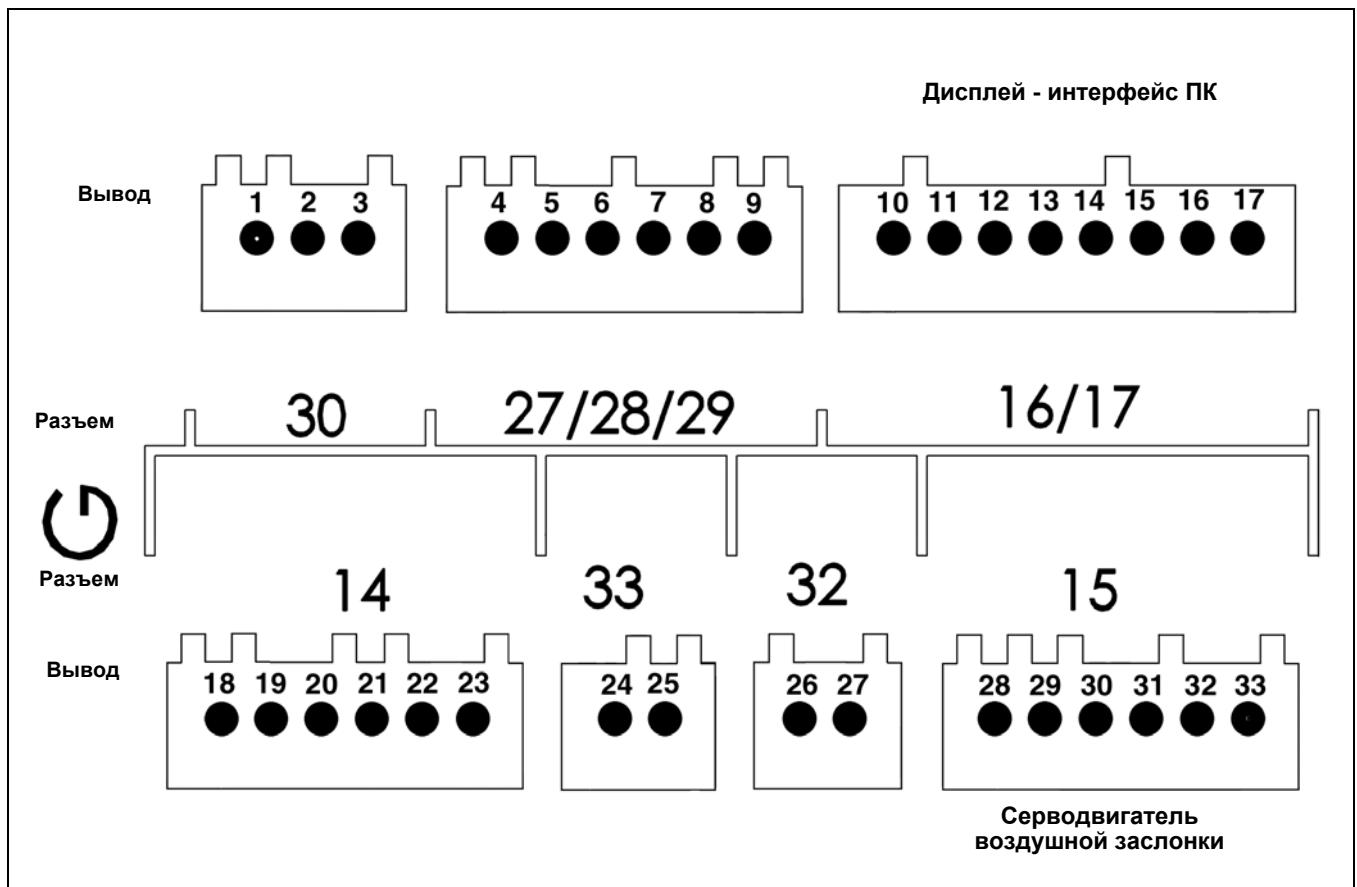 Дисплей - интерфейс ПК
Вывод
1 2 3
4 5 6 7 8 9
10 11 12 13 14 15 16 17
Разъем
30
27/28/29
16/17
Разъем
14
33
32
15
Вывод
18 19 20 21 22 23
24 25
26 27
28 29 30 31 32 33
Серводвигатель
воздушной заслонки